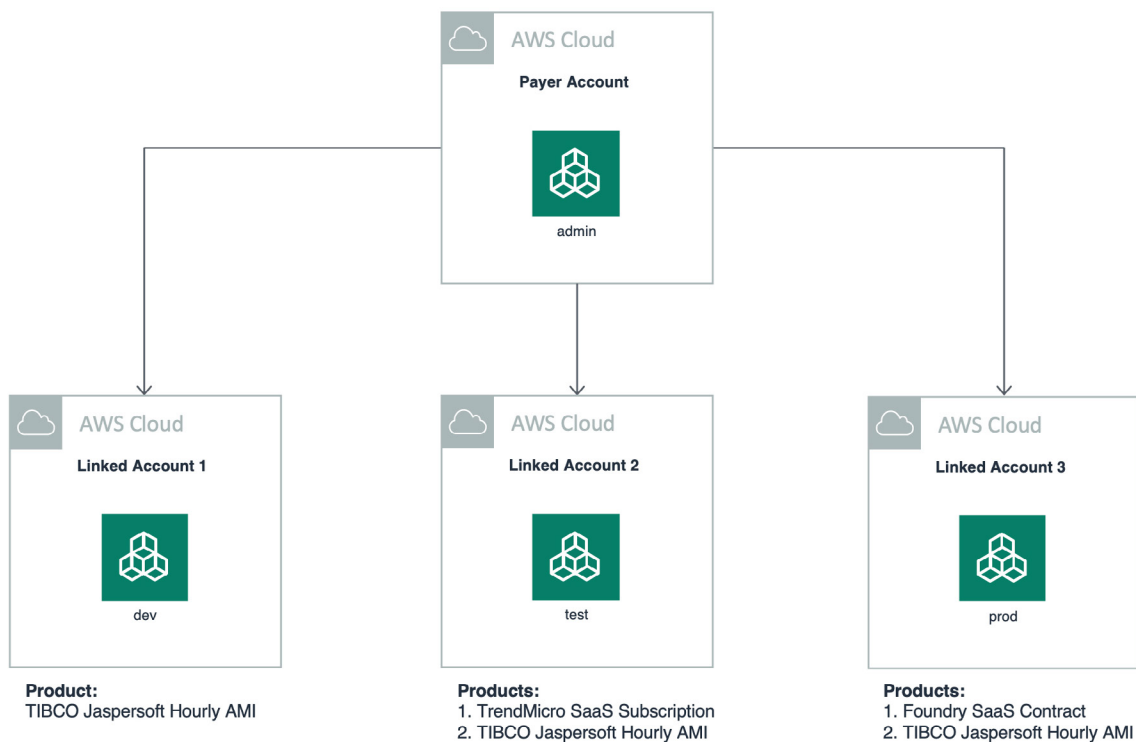 AWS Cloud
Payer Account
admin
AWS Cloud
Linked Account 1
dev
Product:
TIBCO Jaspersoft Hourly AMI
AWS Cloud
Linked Account 2
test
Products:
1. TrendMicro SaaS Subscription
2. TIBCO Jaspersoft Hourly AMI
AWS Cloud
Linked Account 3
prod
Products:
1. Foundry SaaS Contract
2. TIBCO Jaspersoft Hourly AMI